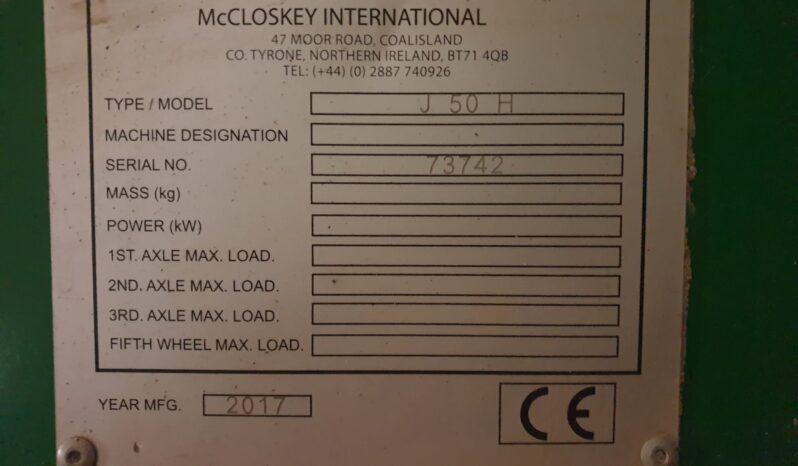 McCLOSKEY INTERNATIONAL
47 MOOR ROAD, COALISLAND
CO. TYRONE, NORTHERN IRELAND, BT71 4QB
TEL: (+44) (0) 2887 740926
TYPE / MODEL J 50 H
MACHINE DESIGNATION
SERIAL NO. 73742
MASS (kg)
POWER (kW)
1ST. AXLE MAX. LOAD.
2ND. AXLE MAX. LOAD.
3RD. AXLE MAX. LOAD.
FIFTH WHEEL MAX. LOAD.
YEAR MFG. 2017 CE